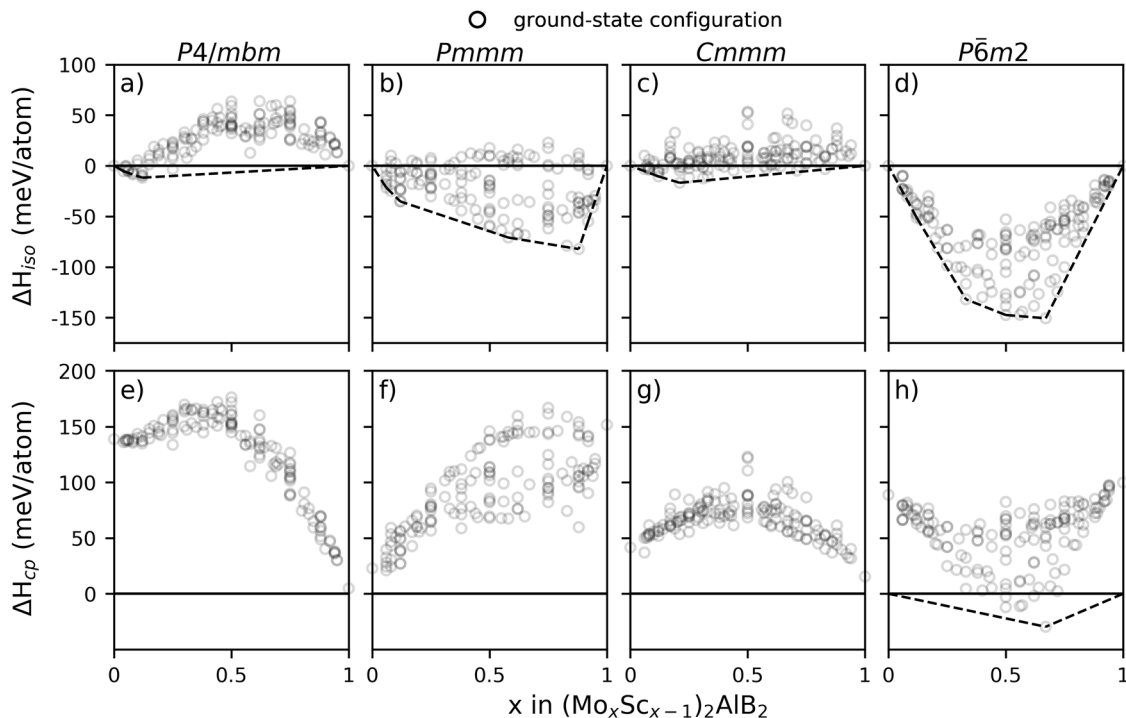 ground-state configuration
P4/mbm Pmmm Cmmm P6̄m2
a) b) c) d)
100
50
0
-50
-100
-150
ΔH_iso (meV/atom)
e) f) g) h)
200
150
100
50
0
ΔH_cp (meV/atom)
0 0.5 1 0 0.5 1 0 0.5 1 0 0.5 1
x in (Mo_xSc_{x−1})_2AlB_2